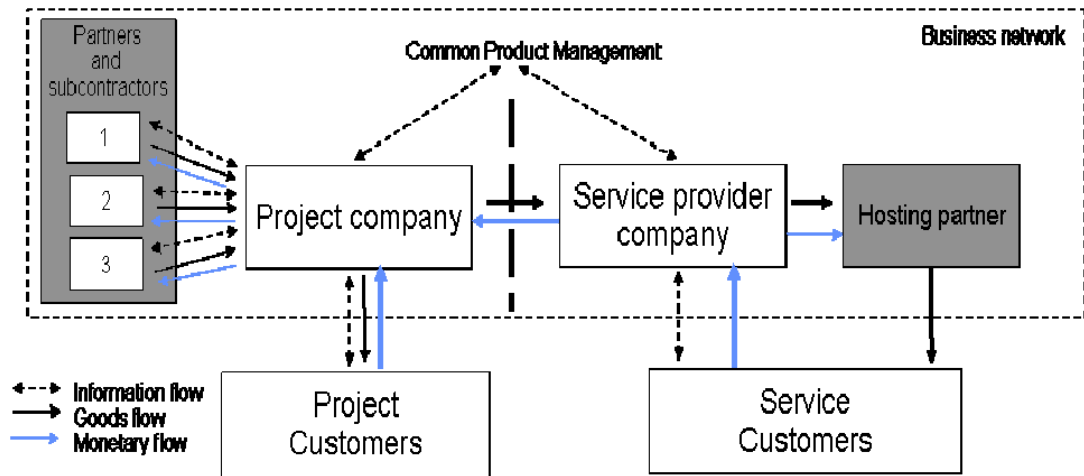 Partners
and
subcontractors
1
2
3
Common Product Management
Business network
Project company
Service provider
company
Hosting partner
Project
Customers
Service
Customers
Information flow
Goods flow
Monetary flow